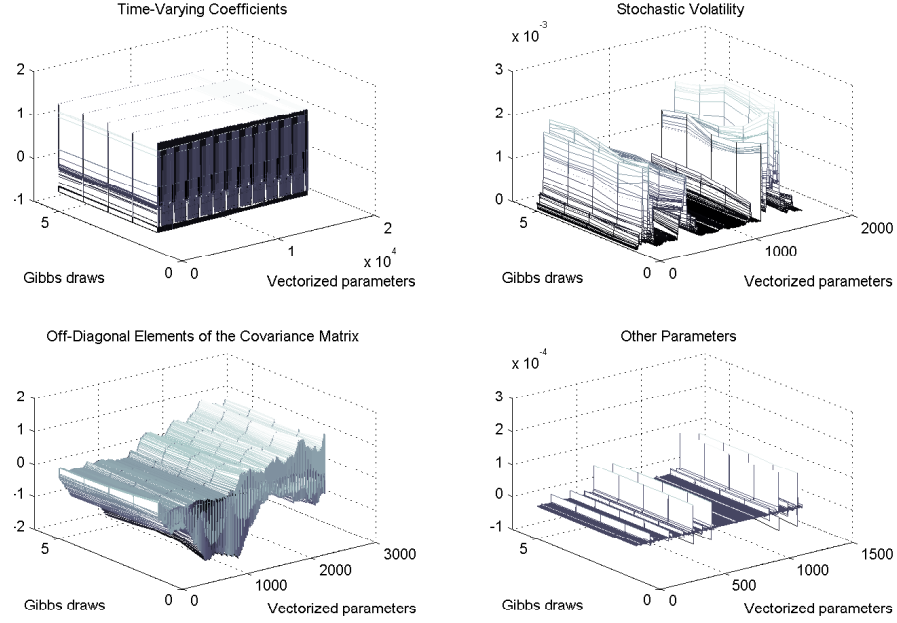 Time-Varying Coefficients
2
1
0
-1
5
0
0
1
2
x 10^4
Gibbs draws
Vectorized parameters
Stochastic Volatility
x 10^-3
3
2
1
0
5
0
0
1000
2000
Gibbs draws
Vectorized parameters
Off-Diagonal Elements of the Covariance Matrix
2
1
0
-1
-2
5
0
0
1000
2000
3000
Gibbs draws
Vectorized parameters
Other Parameters
x 10^-4
3
2
1
0
-1
5
0
0
500
1000
1500
Gibbs draws
Vectorized parameters